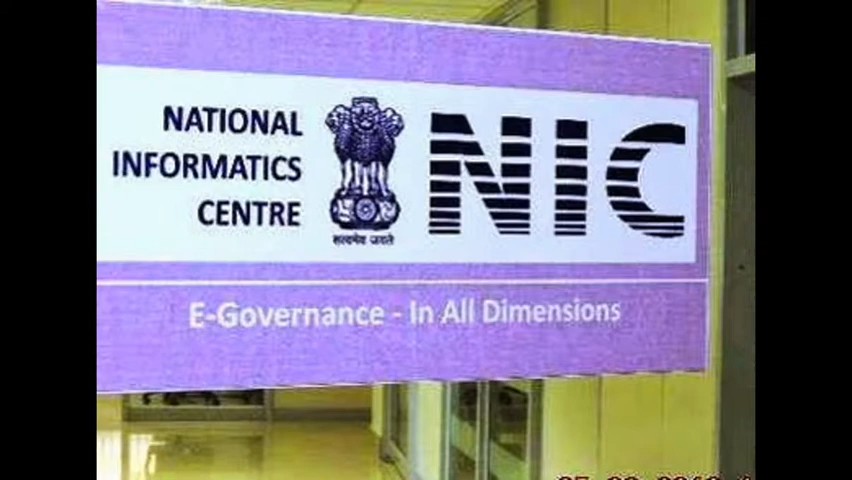 NATIONAL
INFORMATICS
CENTRE
सत्यमेव जयते
NIC
E-Governance - In All Dimensions